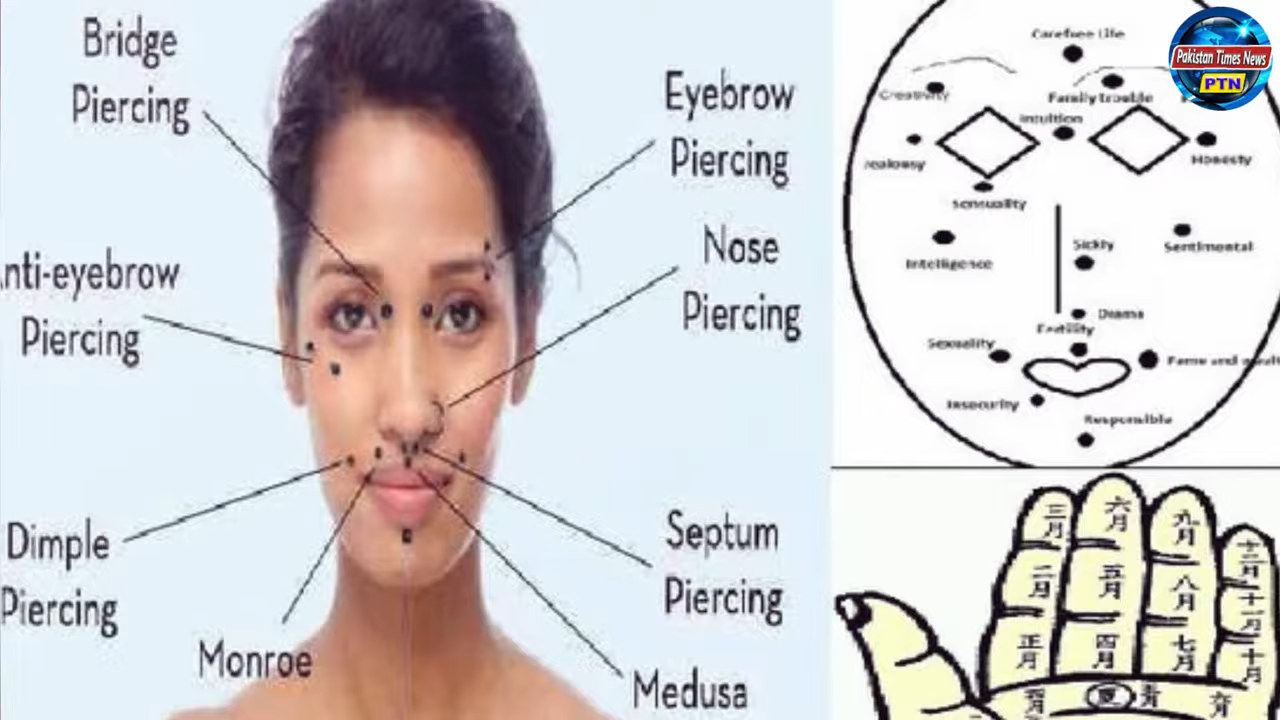 Bridge
Piercing
Eyebrow
Piercing
Nose
Piercing
nti-eyebrow
Piercing
Dimple
Piercing
Monroe
Septum
Piercing
Medusa
Carefree Life
Creativity
Family trouble
Intuition
Jealousy
Honesty
Sensuality
Sickly
Sentimental
Intelligence
Drama
Fertility
Sexuality
Fame and
Insecurity
Responsible
Pakistan Times News
PTN
三月
六月
九月
十二月
二月
五月
八月
十一月
正月
四月
七月
十月